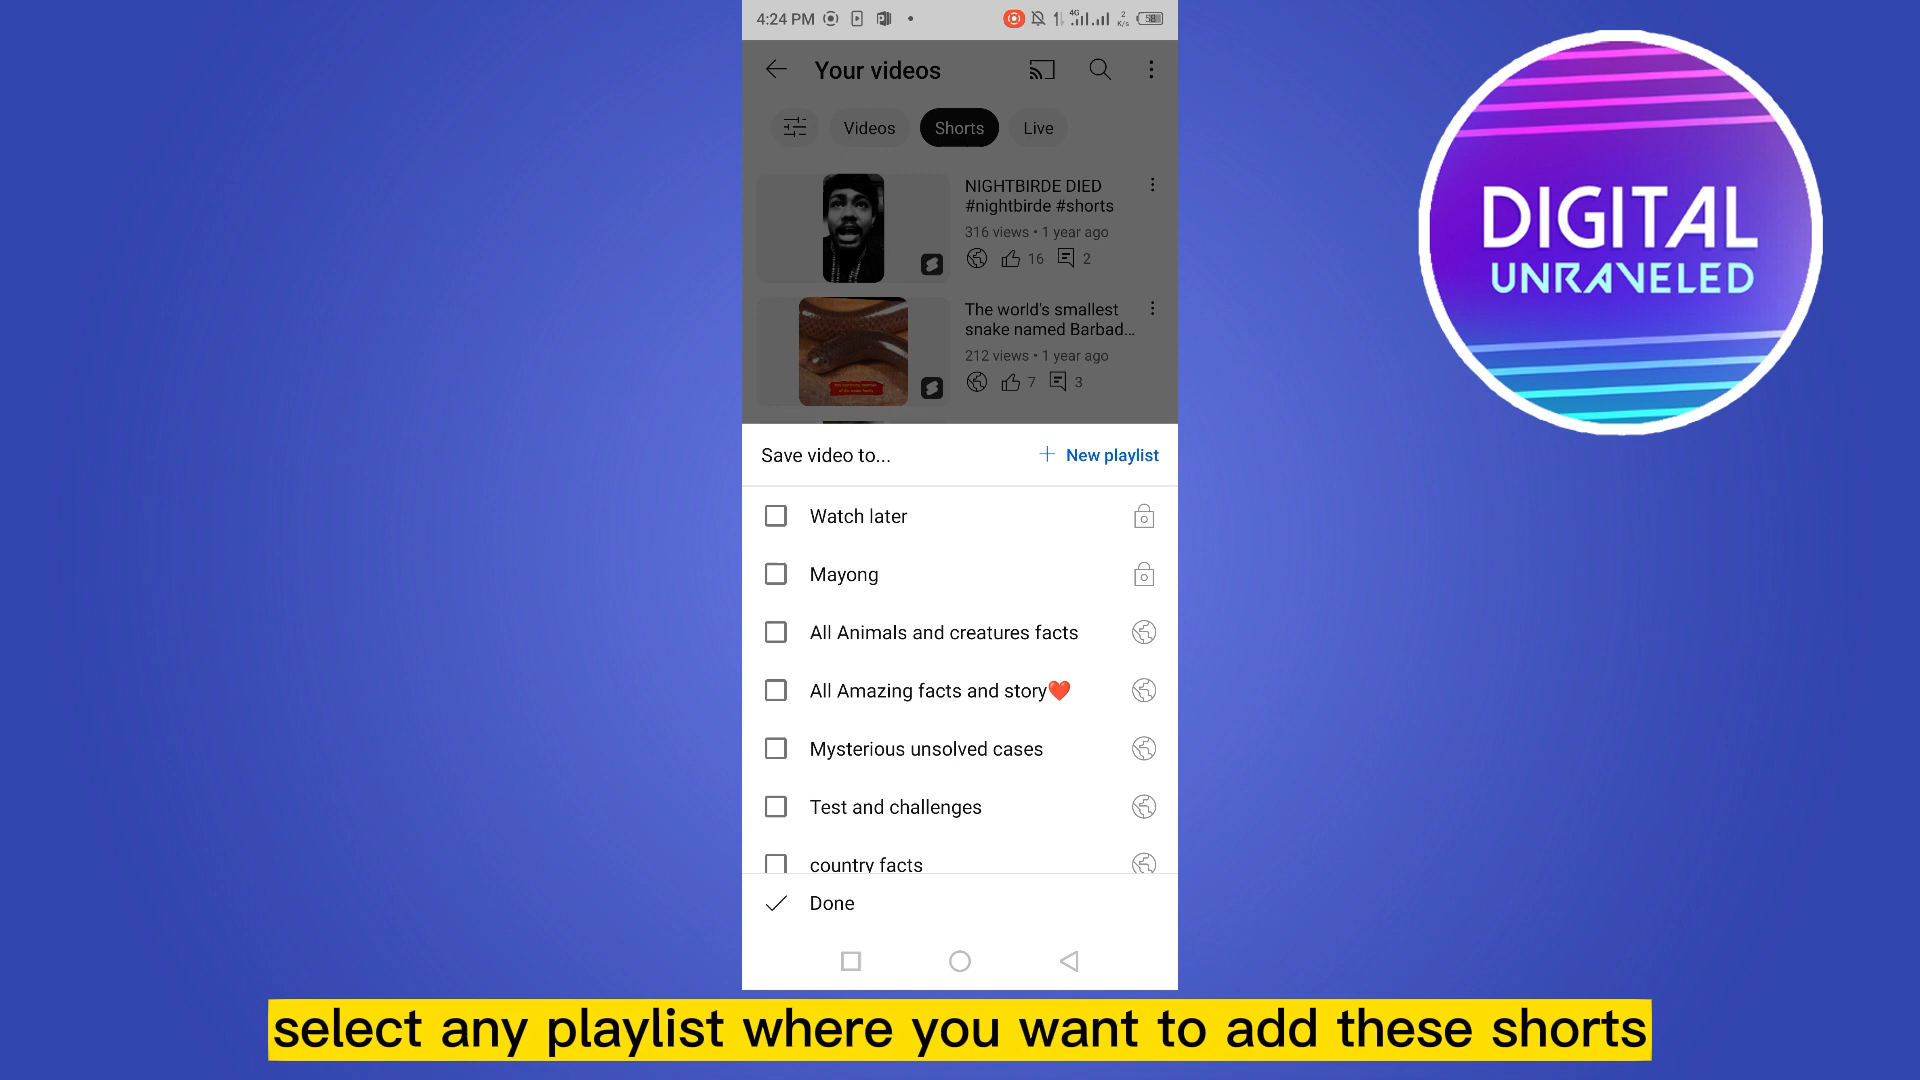 4:24 PM
4G
2
K/s
58
Your videos
Videos
Shorts
Live
NIGHTBIRDE DIED
#nightbirde #shorts
316 views • 1 year ago
16
2
The world's smallest
snake named Barbad...
212 views • 1 year ago
7
3
Save video to...
+ New playlist
Watch later
Mayong
All Animals and creatures facts
All Amazing facts and story❤️
Mysterious unsolved cases
Test and challenges
country facts
Done
DIGITAL
UNRAVELED
select any playlist where you want to add these shorts